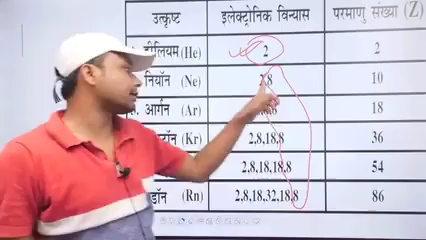 उत्कृष्ट इलेक्ट्रोनिक विन्यास परमाणु संख्या (Z)
हीलियम (He) 2 2
नियॉन (Ne) 2,8 10
आर्गन (Ar) 18
(Kr) 2,8,18,8 36
2,8,18,18,8 54
(Rn) 2,8,18,32,18,8 86